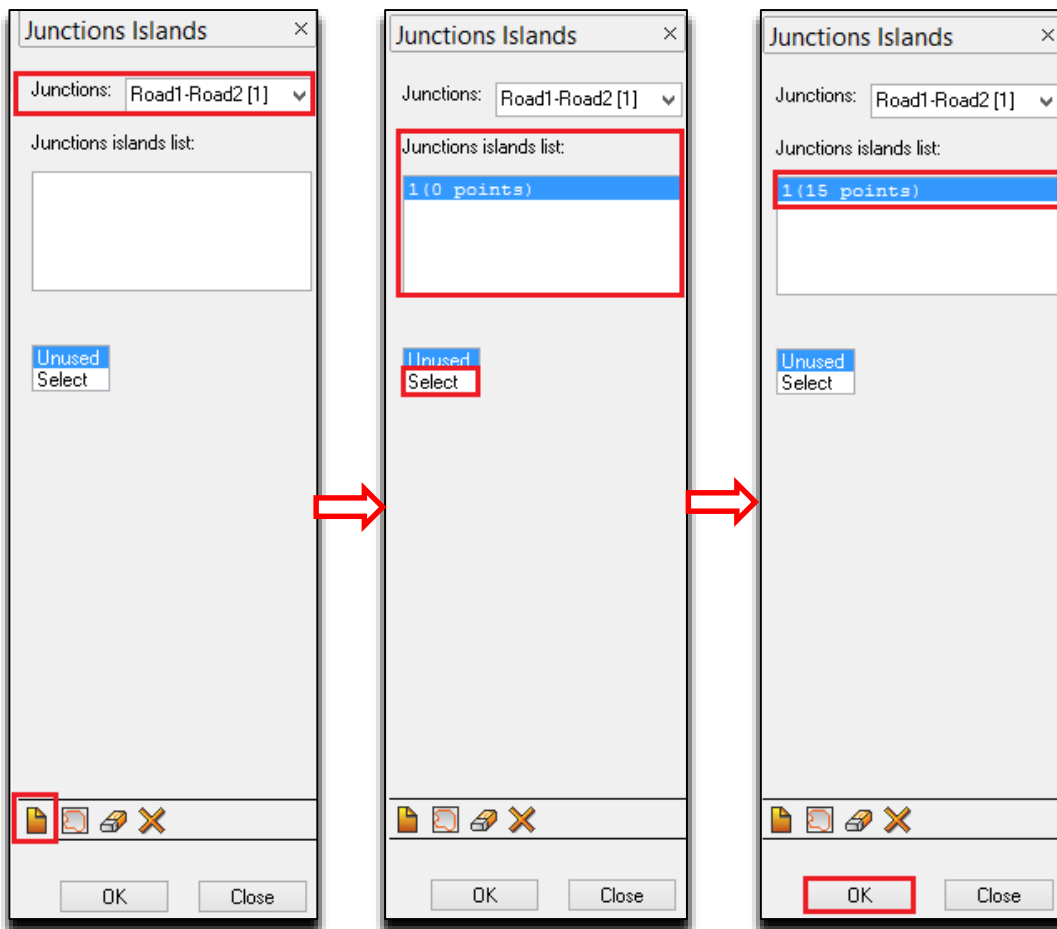 Junctions Islands
Junctions: Road1-Road2 [1]
Junctions islands list:
Unused
Select
OK Close
Junctions Islands
Junctions: Road1-Road2 [1]
Junctions islands list:
1(0 points)
Unused
Select
OK Close
Junctions Islands
Junctions: Road1-Road2 [1]
Junctions islands list:
1(15 points)
Unused
Select
OK Close